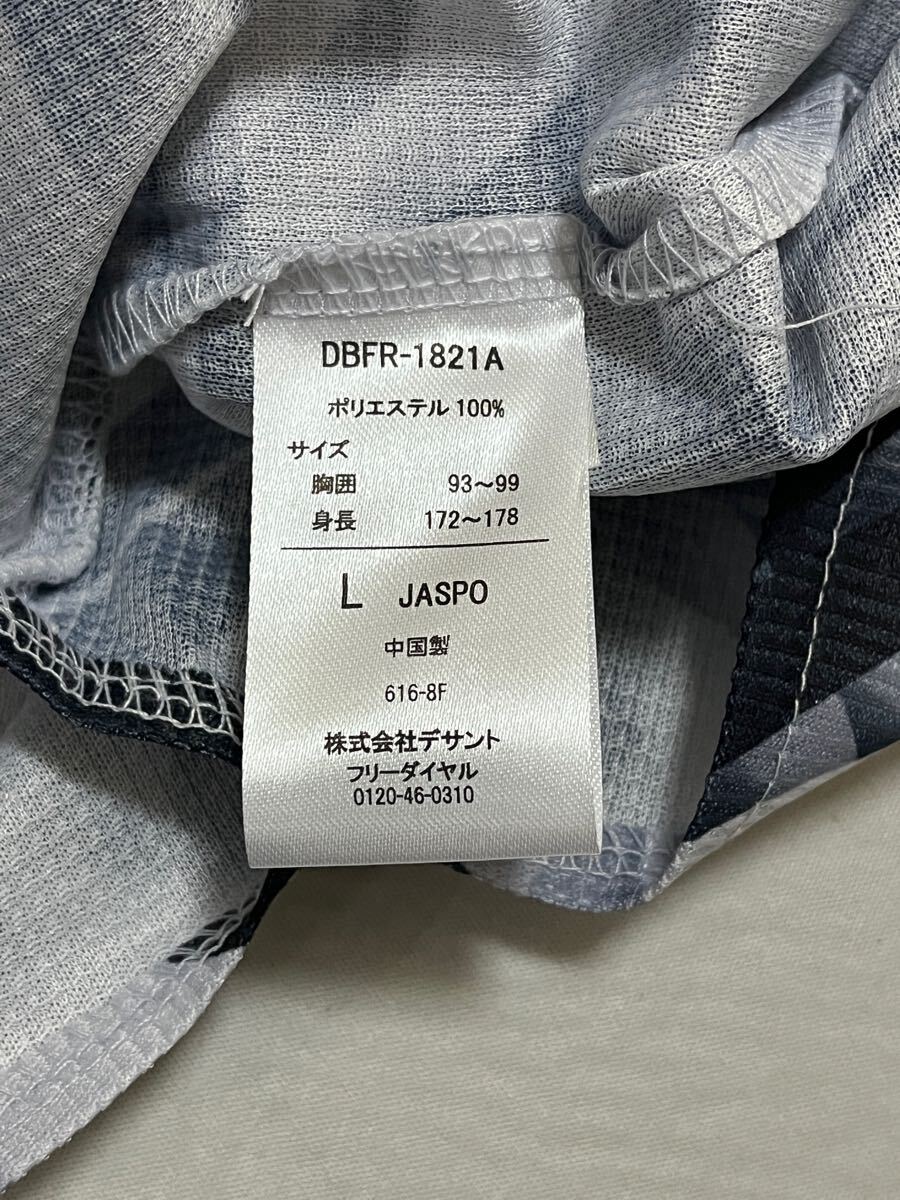 DBFR-1821A
ポリエステル 100%
サイズ
胸囲 93～99
身長 172～178
L JASPO
中国製
616-8F
株式会社デサント
フリーダイヤル
0120-46-0310